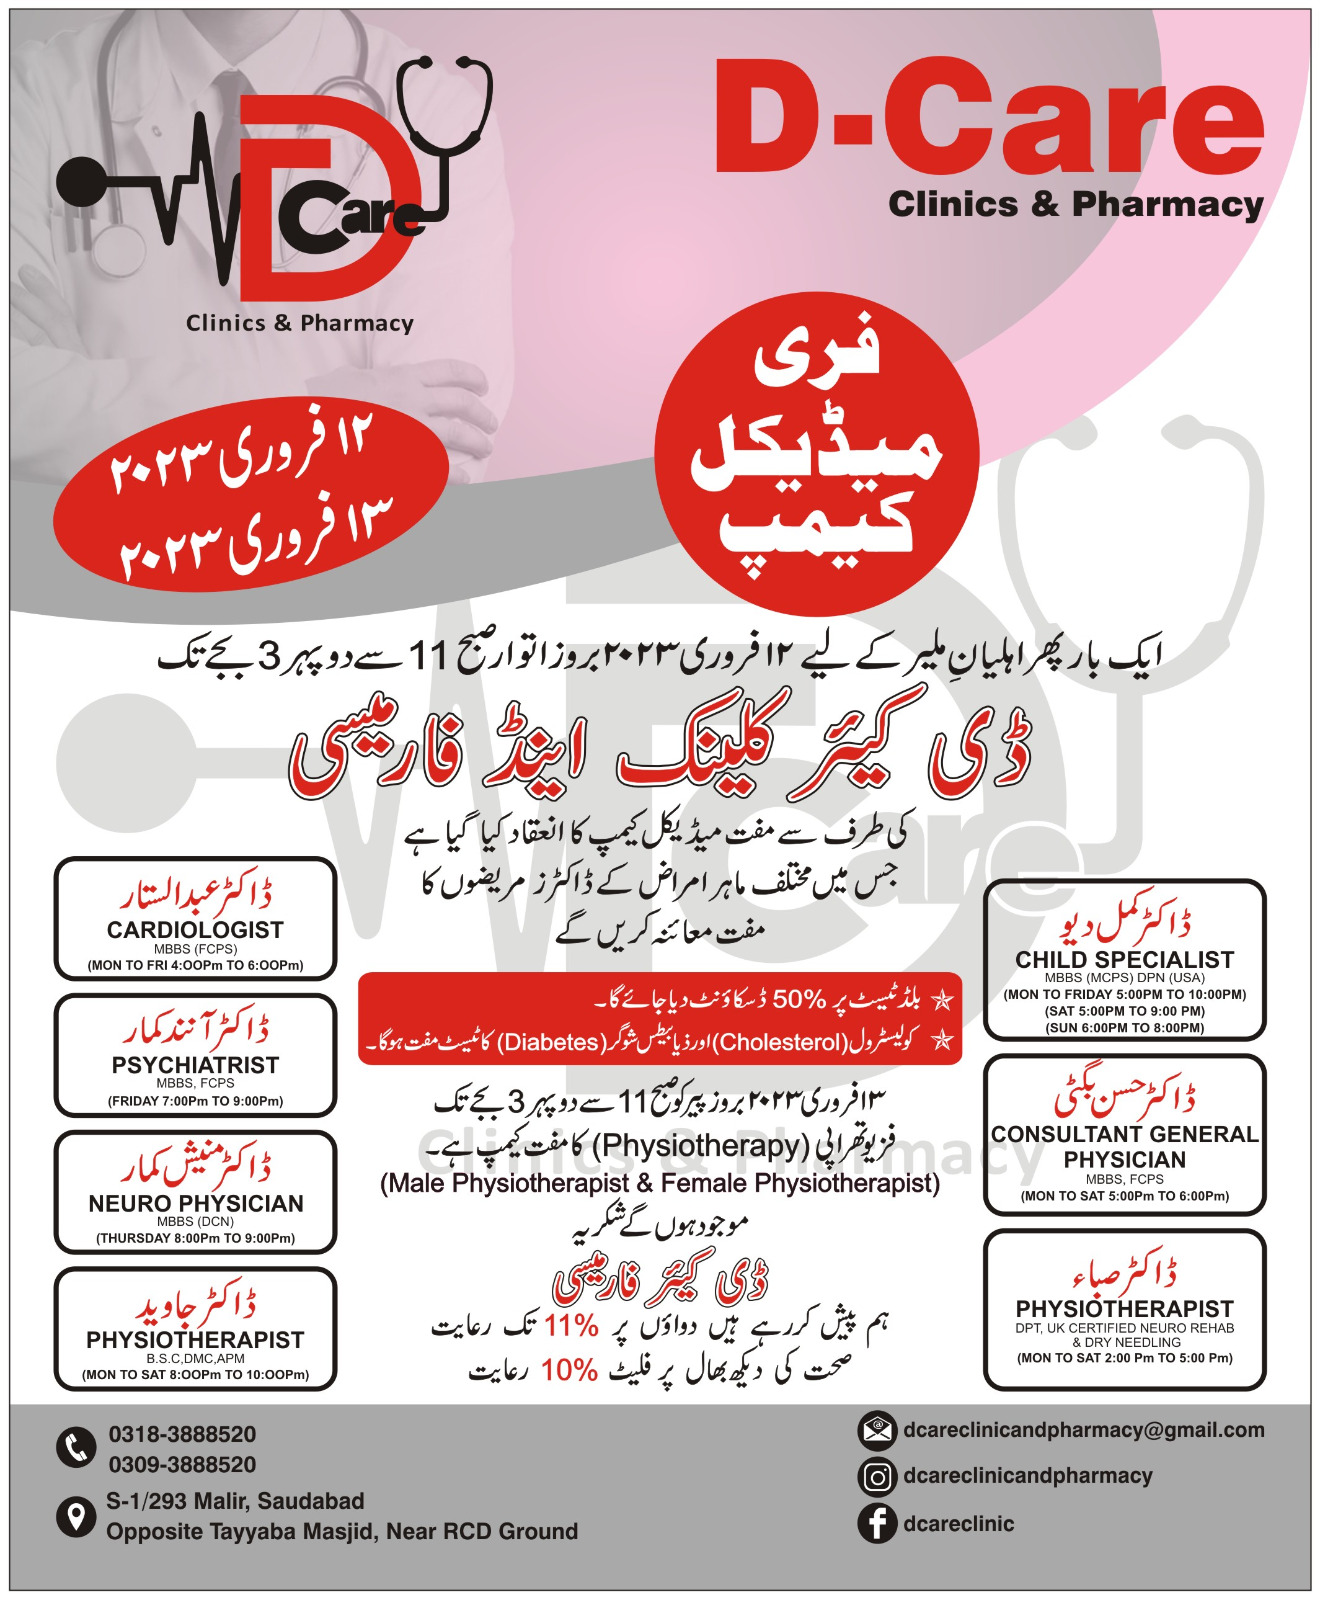 D
Care
Clinics & Pharmacy
D-Care
Clinics & Pharmacy
فری
میڈیکل
کیمپ
۱۲ فروری ۲۰۲۳
۱۳ فروری ۲۰۲۳
ایک بار پھر اہلیانِ ملیر کے لیے ۱۲ فروری ۲۰۲۳ بروز اتوار صبح 11 سے دوپہر 3 بجے تک
ڈی کیئر کلینک اینڈ فارمیسی
کی طرف سے مفت میڈیکل کیمپ کا انعقاد کیا گیا ہے
جس میں مختلف ماہر امراض کے ڈاکٹرز مریضوں کا
مفت معائنہ کریں گے
بلڈ ٹیسٹ پر 50% ڈسکاؤنٹ دیا جائے گا۔
کولیسٹرول (Cholesterol) اور ذیابیطس شوگر (Diabetes) کا ٹیسٹ مفت ہوگا۔
۱۳ فروری ۲۰۲۳ بروز پیر کو صبح 11 سے دوپہر 3 بجے تک
فزیوتھراپی (Physiotherapy) کا مفت کیمپ ہے۔
(Male Physiotherapist & Female Physiotherapist)
موجود ہوں گے شکریہ
ڈی کیئر فارمیسی
ہم پیش کررہے ہیں دواؤں پر 11% تک رعایت
صحت کی دیکھ بھال پر فلیٹ 10% رعایت
ڈاکٹر عبدالستار
CARDIOLOGIST
MBBS (FCPS)
(MON TO FRI 4:OOPm TO 6:OOPm)
ڈاکٹر آنند کمار
PSYCHIATRIST
MBBS, FCPS
(FRIDAY 7:00Pm TO 9:00Pm)
ڈاکٹر منیش کمار
NEURO PHYSICIAN
MBBS (DCN)
(THURSDAY 8:00Pm TO 9:00Pm)
ڈاکٹر جاوید
PHYSIOTHERAPIST
B.S.C,DMC,APM
(MON TO SAT 8:OOPm TO 10:OOPm)
ڈاکٹر کمل دیو
CHILD SPECIALIST
MBBS (MCPS) DPN (USA)
(MON TO FRIDAY 5:00PM TO 10:00PM)
(SAT 5:00PM TO 9:00 PM)
(SUN 6:00PM TO 8:00PM)
ڈاکٹر حسن بگٹی
CONSULTANT GENERAL
PHYSICIAN
MBBS, FCPS
(MON TO SAT 5:00Pm TO 6:00Pm)
ڈاکٹر صباء
PHYSIOTHERAPIST
DPT, UK CERTIFIED NEURO REHAB
& DRY NEEDLING
(MON TO SAT 2:00 Pm TO 5:00 Pm)
0318-3888520
0309-3888520
S-1/293 Malir, Saudabad
Opposite Tayyaba Masjid, Near RCD Ground
dcareclinicandpharmacy@gmail.com
dcareclinicandpharmacy
dcareclinic